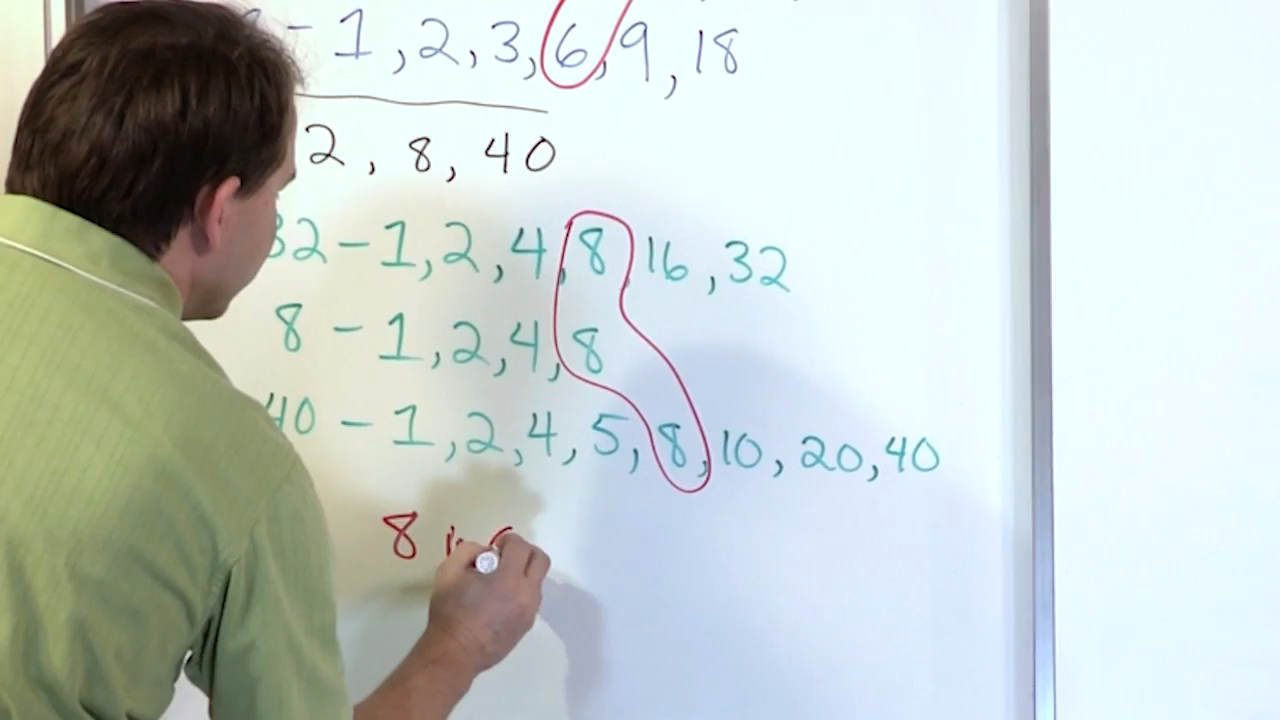 - 1, 2, 3, 6, 9, 18
2, 8, 40
32 - 1, 2, 4, 8, 16, 32
8 - 1, 2, 4, 8
40 - 1, 2, 4, 5, 8, 10, 20, 40
8